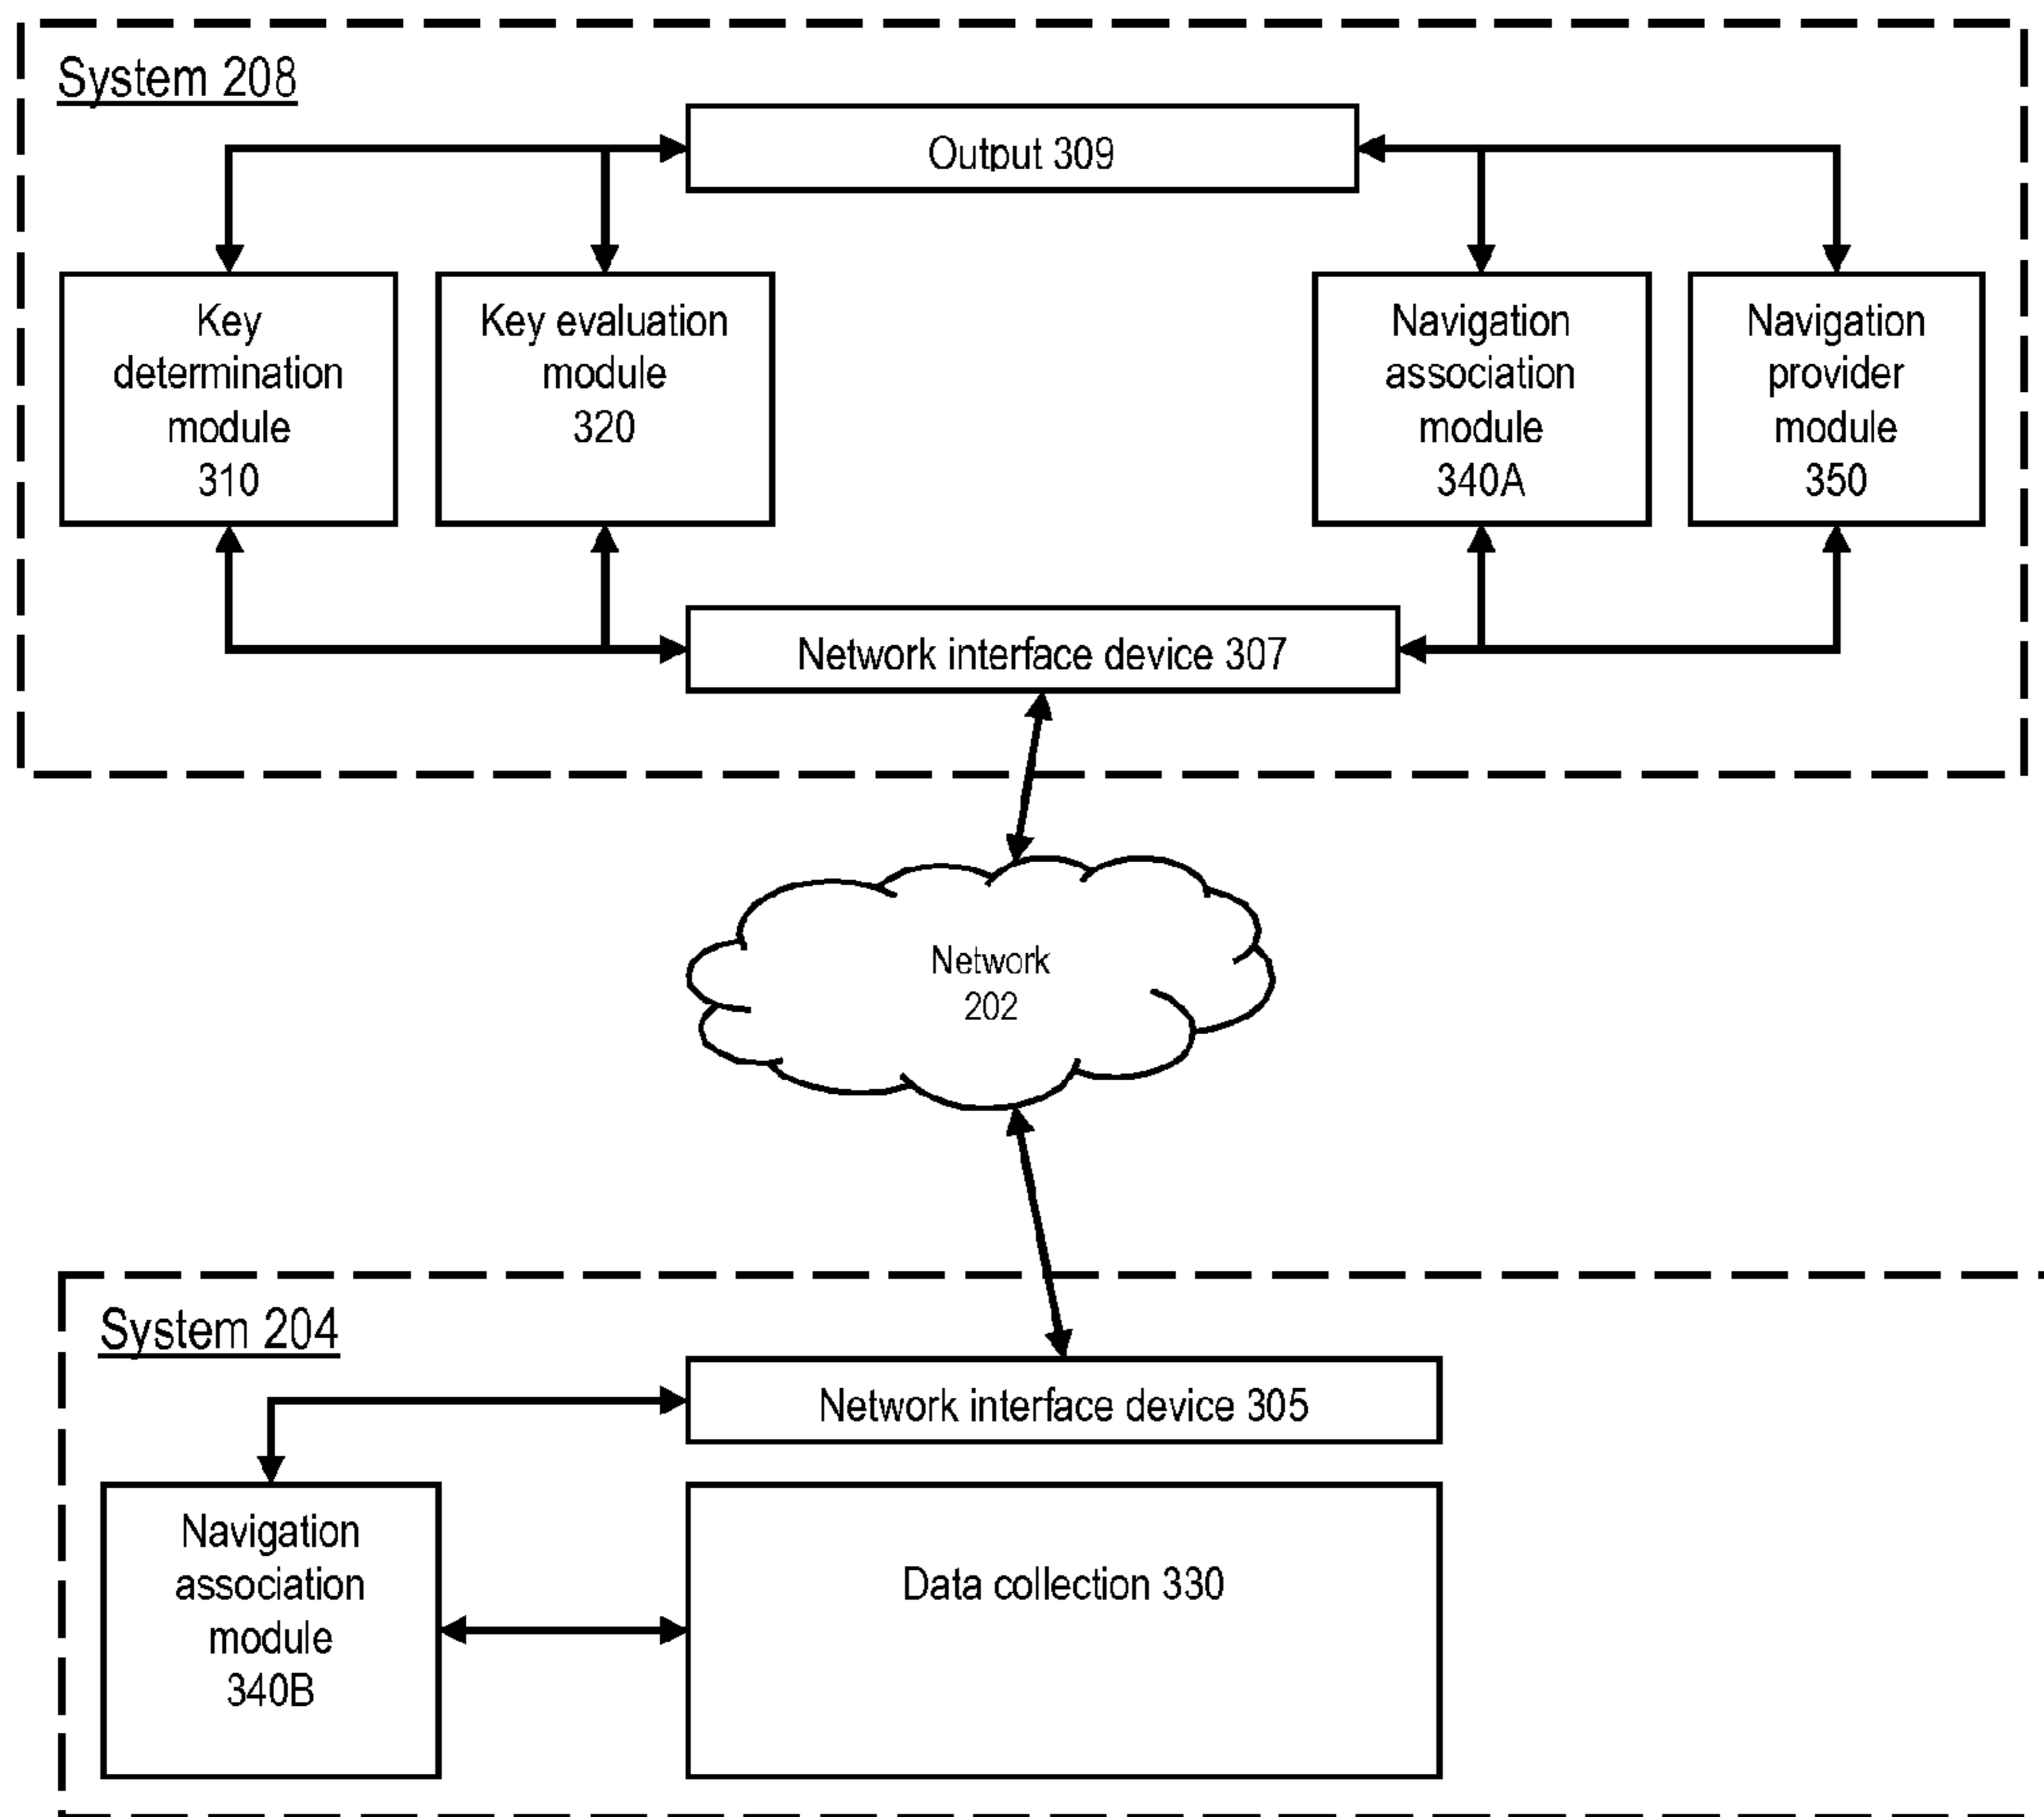 System 208
Output 309
Key
determination
module
310
Key evaluation
module
320
Navigation
association
module
340A
Navigation
provider
module
350
Network interface device 307
Network
202
System 204
Network interface device 305
Navigation
association
module
340B
Data collection 330